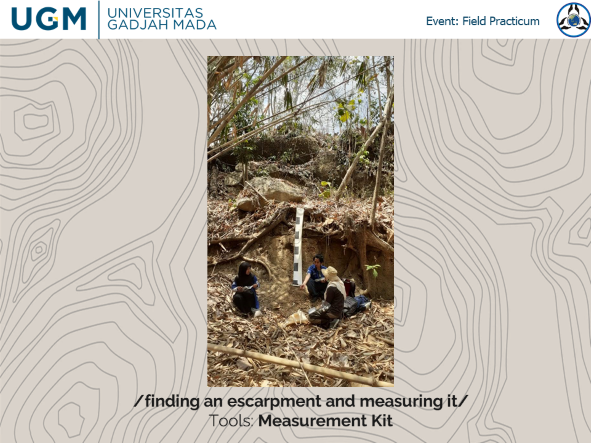 UGM
UNIVERSITAS
GADJAH MADA
Event: Field Practicum
/finding an escarpment and measuring it/
Tools: Measurement Kit